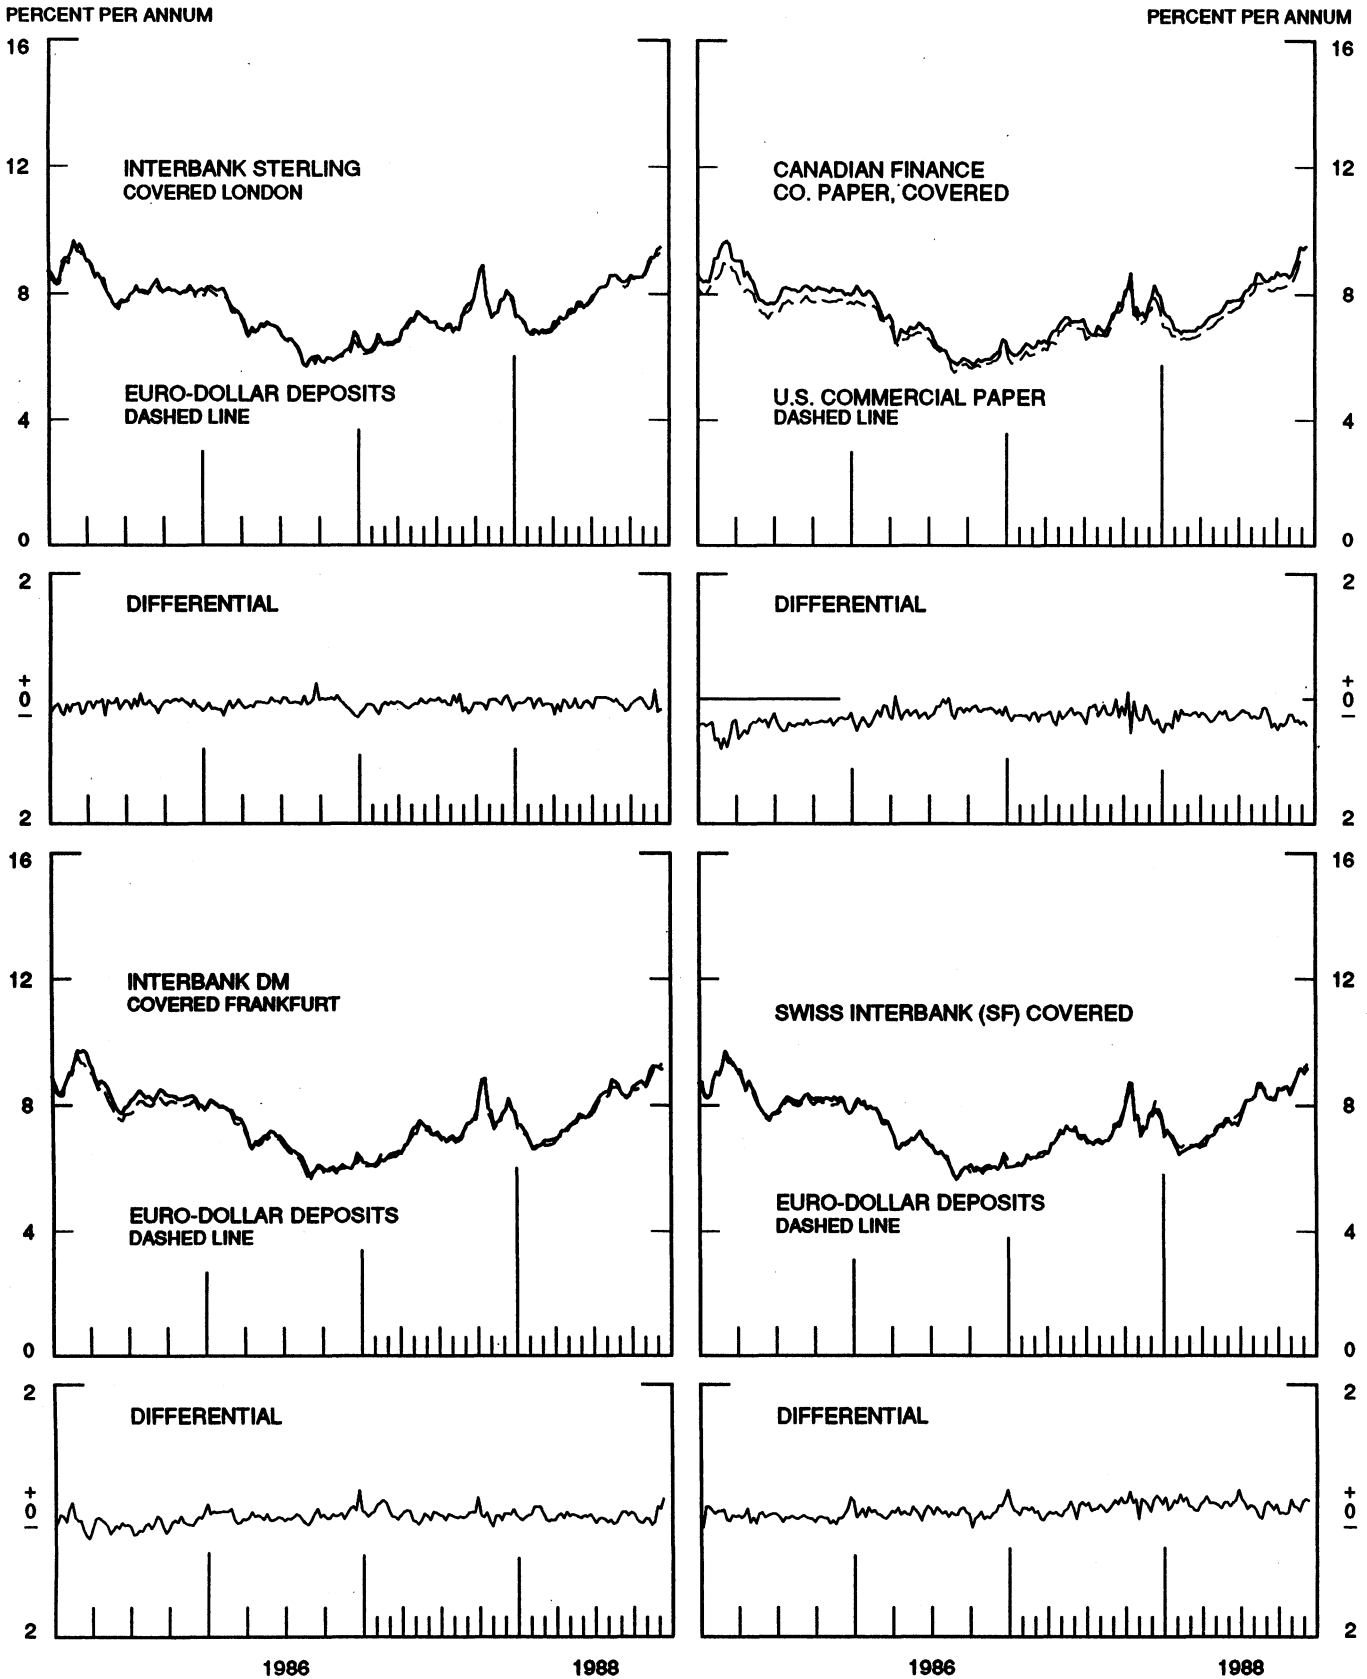 PERCENT PER ANNUM
PERCENT PER ANNUM
16
12
8
4
0
INTERBANK STERLING
COVERED LONDON
EURO-DOLLAR DEPOSITS
DASHED LINE
CANADIAN FINANCE
CO. PAPER, COVERED
U.S. COMMERCIAL PAPER
DASHED LINE
16
12
8
4
0
2
+
0
−
2
DIFFERENTIAL
DIFFERENTIAL
2
+
0
−
2
16
12
8
4
0
INTERBANK DM
COVERED FRANKFURT
EURO-DOLLAR DEPOSITS
DASHED LINE
SWISS INTERBANK (SF) COVERED
EURO-DOLLAR DEPOSITS
DASHED LINE
16
12
8
4
0
2
+
0
−
2
DIFFERENTIAL
DIFFERENTIAL
2
+
0
−
2
1986
1988
1986
1988